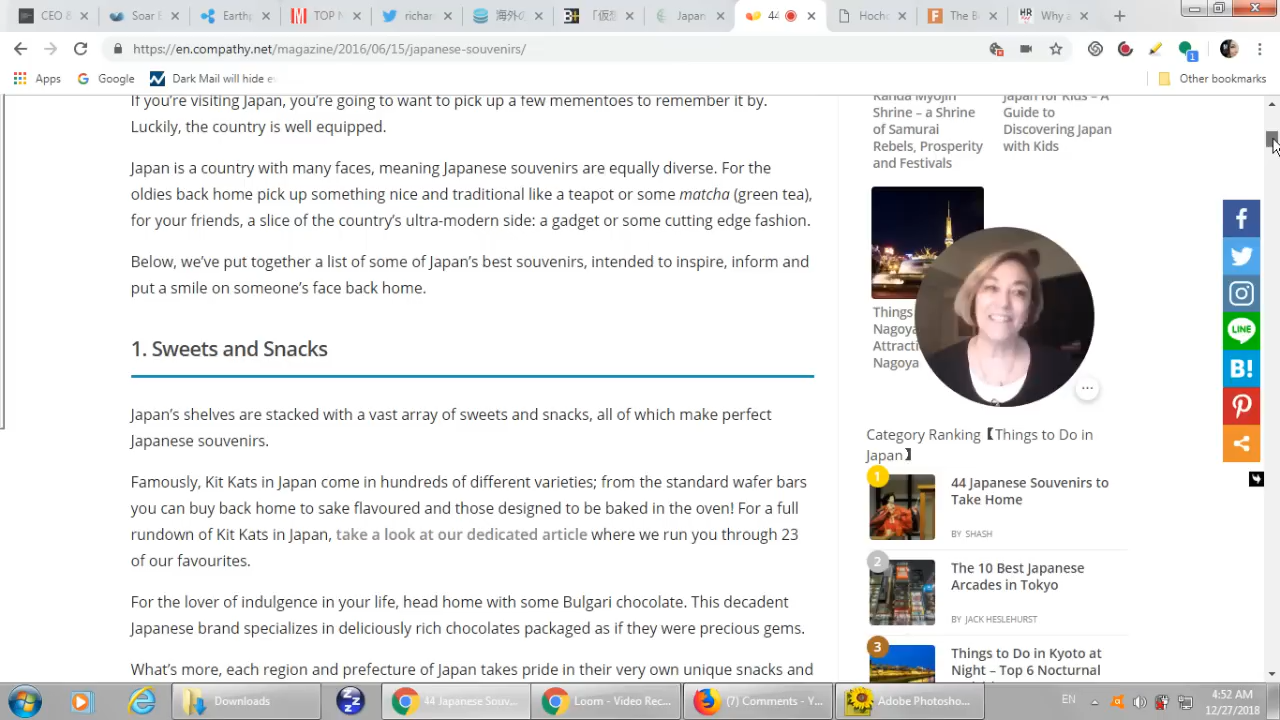 CEO &
Soar E
Earthp
TOP N
richar
海外の
「仮想
Japan
44
Hocho
The B
Why a
https://en.compathy.net/magazine/2016/06/15/japanese-souvenirs/
1
Apps
Google
Dark Mail will hide e
Other bookmarks
If you're visiting Japan, you're going to want to pick up a few mementoes to remember it by.
Luckily, the country is well equipped.
Japan is a country with many faces, meaning Japanese souvenirs are equally diverse. For the
oldies back home pick up something nice and traditional like a teapot or some matcha (green tea),
for your friends, a slice of the country's ultra-modern side: a gadget or some cutting edge fashion.
Below, we've put together a list of some of Japan's best souvenirs, intended to inspire, inform and
put a smile on someone's face back home.
1. Sweets and Snacks
Japan's shelves are stacked with a vast array of sweets and snacks, all of which make perfect
Japanese souvenirs.
Famously, Kit Kats in Japan come in hundreds of different varieties; from the standard wafer bars
you can buy back home to sake flavoured and those designed to be baked in the oven! For a full
rundown of Kit Kats in Japan, take a look at our dedicated article where we run you through 23
of our favourites.
For the lover of indulgence in your life, head home with some Bulgari chocolate. This decadent
Japanese brand specializes in deliciously rich chocolates packaged as if they were precious gems.
What's more, each region and prefecture of Japan takes pride in their very own unique snacks and
Kanda Myojin
Shrine – a Shrine
of Samurai
Rebels, Prosperity
and Festivals
Japan for Kids – A
Guide to
Discovering Japan
with Kids
Things
Nagoya
Attracti
Nagoya
Category Ranking【Things to Do in
Japan】
1
44 Japanese Souvenirs to
Take Home
BY SHASH
2
The 10 Best Japanese
Arcades in Tokyo
BY JACK HESLEHURST
3
Things to Do in Kyoto at
Night – Top 6 Nocturnal
LINE
B!
Downloads
44 Japanese Souv...
Loom - Video Rec...
(7) Comments - Y...
Adobe Photosho...
EN
4:52 AM
12/27/2018